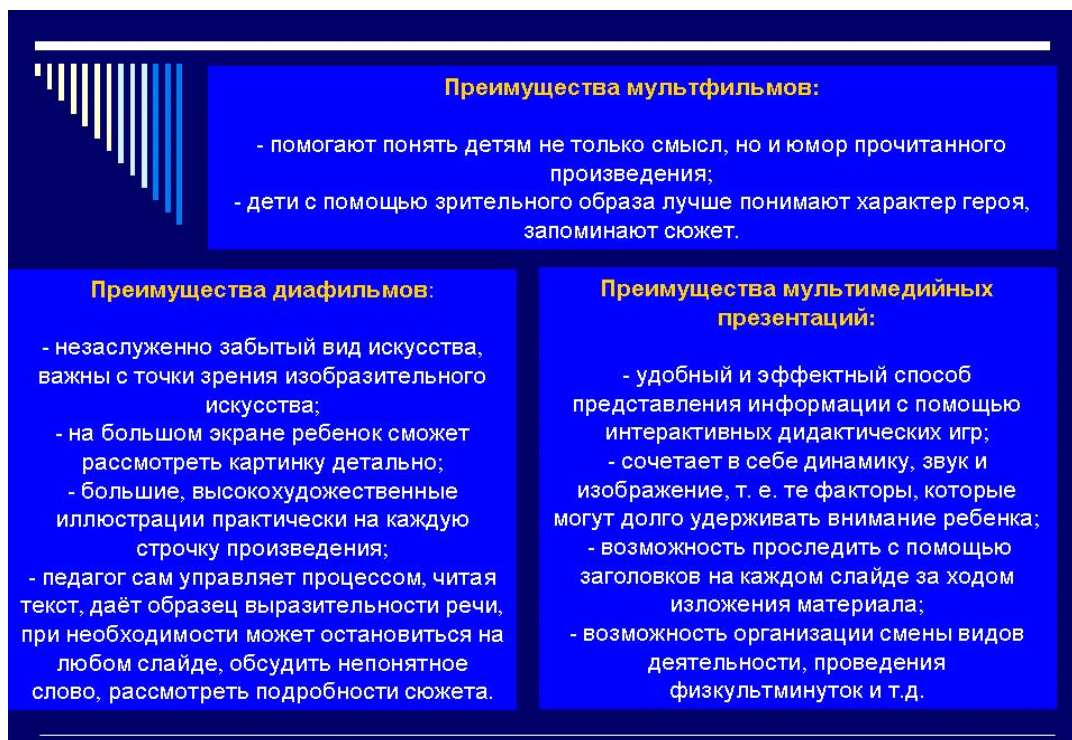 Преимущества мультфильмов:
- помогают понять детям не только смысл, но и юмор прочитанного
произведения;
- дети с помощью зрительного образа лучше понимают характер героя,
запоминают сюжет.
Преимущества диафильмов:
- незаслуженно забытый вид искусства,
важны с точки зрения изобразительного
искусства;
- на большом экране ребенок сможет
рассмотреть картинку детально;
- большие, высокохудожественные
иллюстрации практически на каждую
строчку произведения;
- педагог сам управляет процессом, читая
текст, даёт образец выразительности речи,
при необходимости может остановиться на
любом слайде, обсудить непонятное
слово, рассмотреть подробности сюжета.
Преимущества мультимедийных
презентаций:
- удобный и эффектный способ
представления информации с помощью
интерактивных дидактических игр;
- сочетает в себе динамику, звук и
изображение, т. е. те факторы, которые
могут долго удерживать внимание ребенка;
- возможность проследить с помощью
заголовков на каждом слайде за ходом
изложения материала;
- возможность организации смены видов
деятельности, проведения
физкультминуток и т.д.